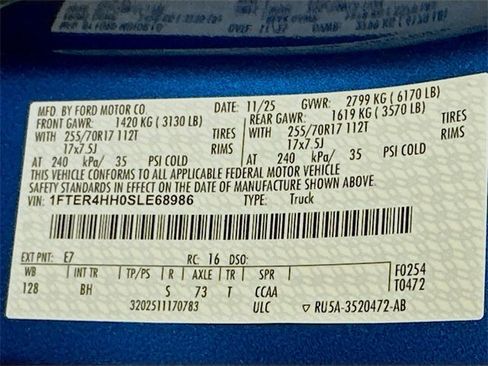 MFD. BY FORD MOTOR CO. DATE: 11/25 GVWR: 2799 KG (6170 LB)
FRONT GAWR: 1420 KG (3130 LB) REAR GAWR: 1619 KG (3570 LB)
WITH 255/70R17 112T TIRES WITH 255/70R17 112T TIRES
17x7.5J RIMS 17x7.5J RIMS
AT 240 kPa/ 35 PSI COLD AT 240 kPa/ 35 PSI COLD
THIS VEHICLE CONFORMS TO ALL APPLICABLE FEDERAL MOTOR VEHICLE
SAFETY STANDARDS IN EFFECT ON THE DATE OF MANUFACTURE SHOWN ABOVE.
VIN: 1FTER4HH0SLE68986 TYPE: Truck
EXT PNT: E7 RC: 16 DSO: F0254
WB INT TR TP/PS R AXLE TR SPR T0472
128 BH S 73 T CCAA
3202511170783 ULC ▽ RU5A-3520472-AB